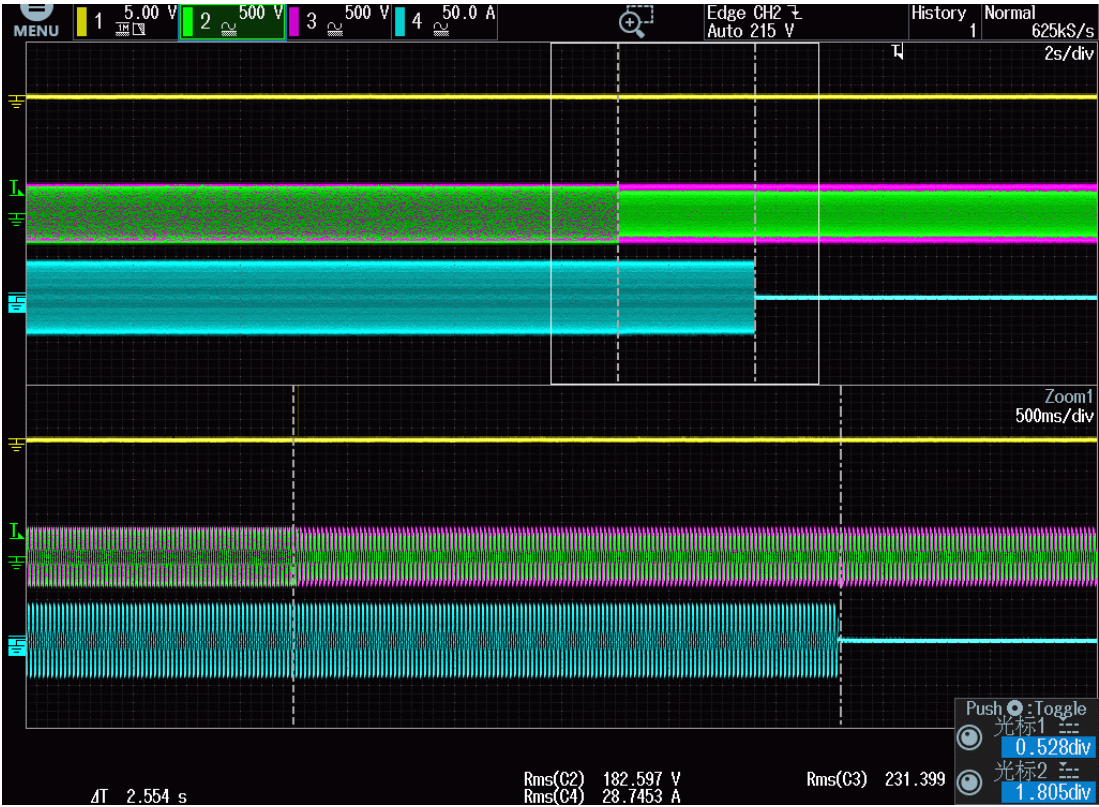 MENU
1 5.00 V
1M
2 500 V
3 500 V
4 50.0 A
Edge CH2
Auto 215 V
History
1
Normal
625kS/s
T
2s/div
T
Zoom1
500ms/div
T
Push :Toggle
光标1
0.528div
光标2
1.805div
Rms(C2) 182.597 V
Rms(C3) 231.399
Rms(C4) 28.7453 A
ΔT 2.554 s